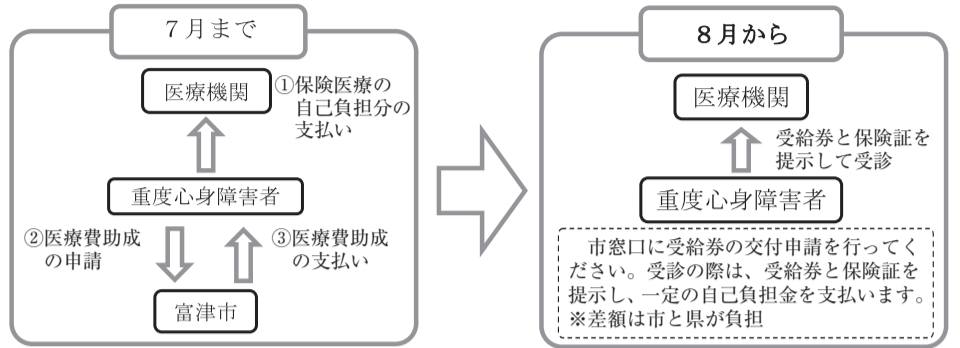 7月まで
医療機関
①保険医療の
自己負担分の
支払い
重度心身障害者
②医療費助成
の申請
③医療費助成
の支払い
富津市
8月から
医療機関
受給券と保険証を
提示して受診
重度心身障害者
市窓口に受給券の交付申請を行ってく
ださい。受診の際は、受給券と保険証を
提示し、一定の自己負担金を支払います。
※差額は市と県が負担